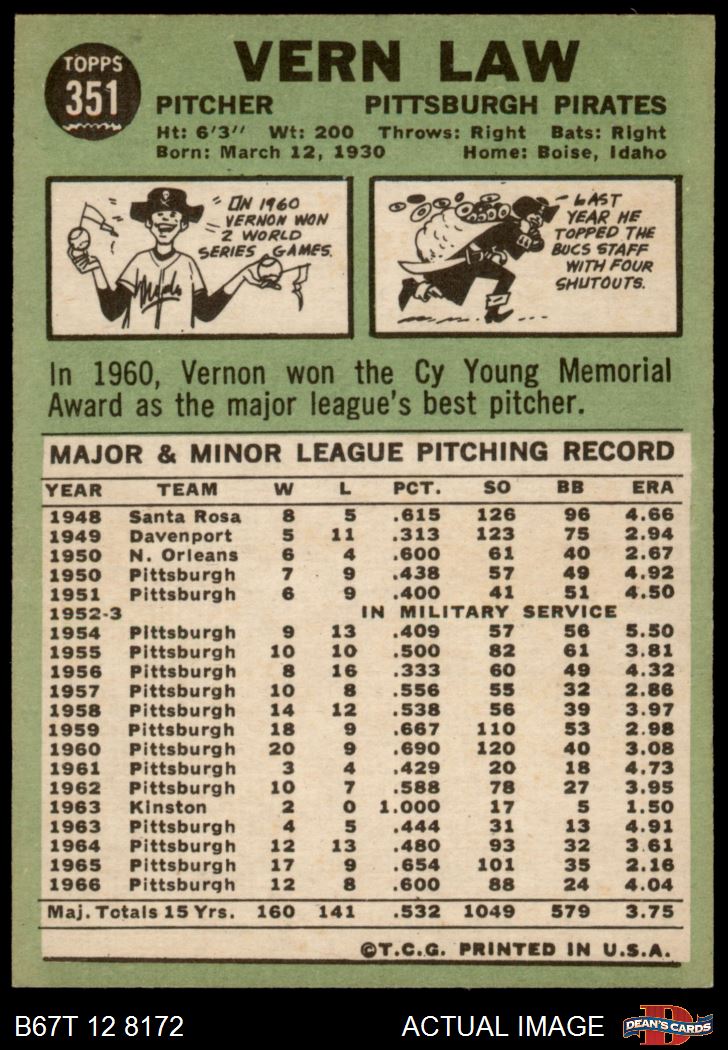 TOPPS
351
VERN LAW
PITCHER PITTSBURGH PIRATES
Ht: 6'3" Wt: 200 Throws: Right Bats: Right
Born: March 12, 1930 Home: Boise, Idaho
ON 1960
VERNON WON
2 WORLD
SERIES GAMES.
LAST
YEAR HE
TOPPED THE
BUCS STAFF
WITH FOUR
SHUTOUTS.
In 1960, Vernon won the Cy Young Memorial
Award as the major league's best pitcher.
MAJOR & MINOR LEAGUE PITCHING RECORD
YEAR TEAM W L PCT. SO BB ERA
1948 Santa Rosa 8 5 .615 126 96 4.66
1949 Davenport 5 11 .313 123 75 2.94
1950 N. Orleans 6 4 .600 61 40 2.67
1950 Pittsburgh 7 9 .438 57 49 4.92
1951 Pittsburgh 6 9 .400 41 51 4.50
1952-3 IN MILITARY SERVICE
1954 Pittsburgh 9 13 .409 57 56 5.50
1955 Pittsburgh 10 10 .500 82 61 3.81
1956 Pittsburgh 8 16 .333 60 49 4.32
1957 Pittsburgh 10 8 .556 55 32 2.86
1958 Pittsburgh 14 12 .538 56 39 3.97
1959 Pittsburgh 18 9 .667 110 53 2.98
1960 Pittsburgh 20 9 .690 120 40 3.08
1961 Pittsburgh 3 4 .429 20 18 4.73
1962 Pittsburgh 10 7 .588 78 27 3.95
1963 Kinston 2 0 1.000 17 5 1.50
1963 Pittsburgh 4 5 .444 31 13 4.91
1964 Pittsburgh 12 13 .480 93 32 3.61
1965 Pittsburgh 17 9 .654 101 35 2.16
1966 Pittsburgh 12 8 .600 88 24 4.04
Maj. Totals 15 Yrs. 160 141 .532 1049 579 3.75
©T.C.G. PRINTED IN U.S.A.
B67T 12 8172 ACTUAL IMAGE
D
DEAN'S CARDS